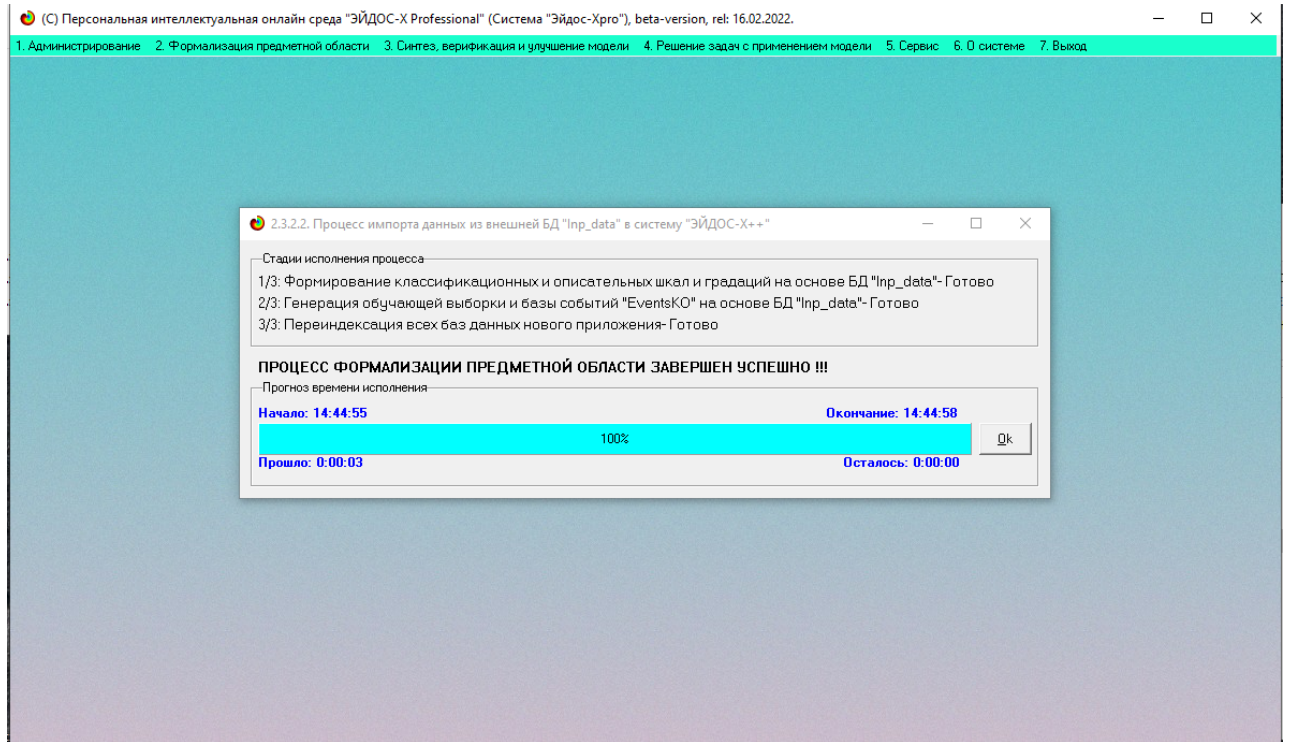 (C) Персональная интеллектуальная онлайн среда "ЭЙДОС-X Professional" (Система "Эйдос-Xpro"), beta-version, rel: 16.02.2022.
1. Администрирование 2. Формализация предметной области 3. Синтез, верификация и улучшение модели 4. Решение задач с применением модели 5. Сервис 6. О системе 7. Выход
2.3.2.2. Процесс импорта данных из внешней БД "Inp_data" в систему "ЭЙДОС-X++"
Стадии исполнения процесса
1/3: Формирование классификационных и описательных шкал и градаций на основе БД "Inp_data"- Готово
2/3: Генерация обучающей выборки и базы событий "EventsKO" на основе БД "Inp_data"- Готово
3/3: Переиндексация всех баз данных нового приложения- Готово
ПРОЦЕСС ФОРМАЛИЗАЦИИ ПРЕДМЕТНОЙ ОБЛАСТИ ЗАВЕРШЕН УСПЕШНО !!!
Прогноз времени исполнения
Начало: 14:44:55 Окончание: 14:44:58
100% Ok
Прошло: 0:00:03 Осталось: 0:00:00